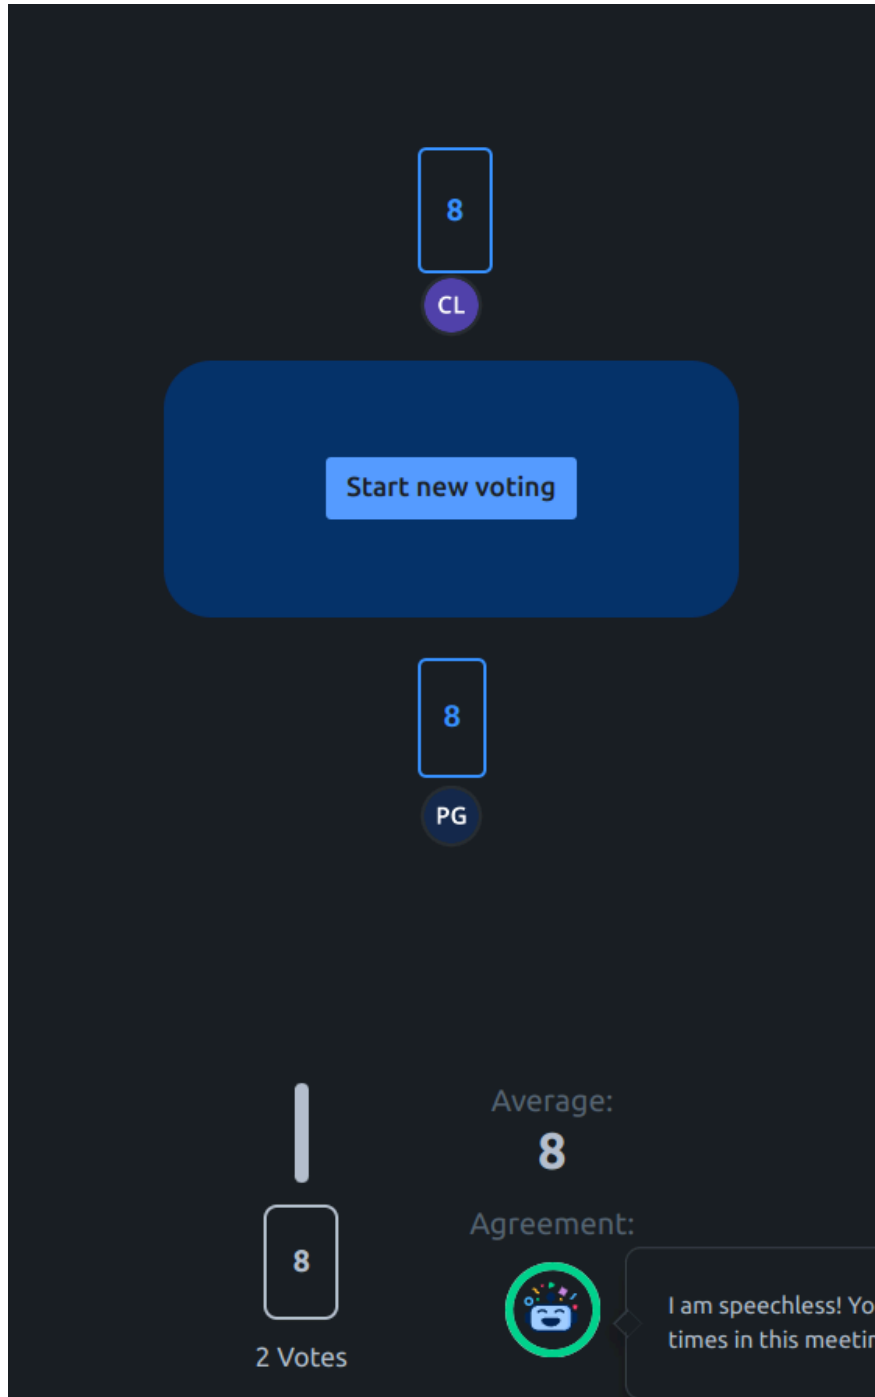 8
CL
Start new voting
8
PG
Average:
8
Agreement:
8
I am speechless! Yo
times in this meetin
2 Votes